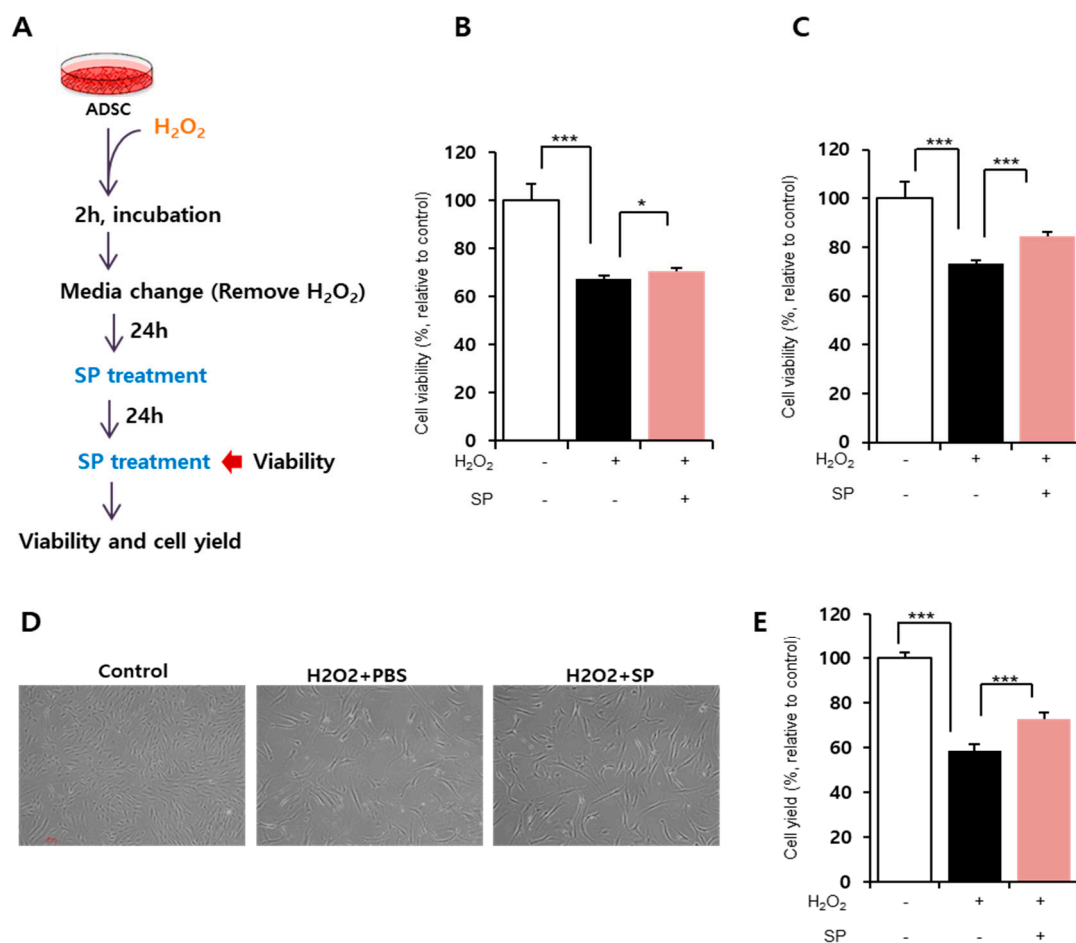 A
ADSC
H₂O₂
2h, incubation
Media change (Remove H₂O₂)
24h
SP treatment
24h
SP treatment
Viability
Viability and cell yield
B
Cell viability (%, relative to control)
120
100
80
60
40
20
0
***
*
H₂O₂ - + +
SP - - +
C
Cell viability (%, relative to control)
120
100
80
60
40
20
0
***
***
H₂O₂ - + +
SP - - +
D
Control
H2O2+PBS
H2O2+SP
E
Cell yield (%, relative to control)
120
100
80
60
40
20
0
***
***
H₂O₂ - + +
SP - - +